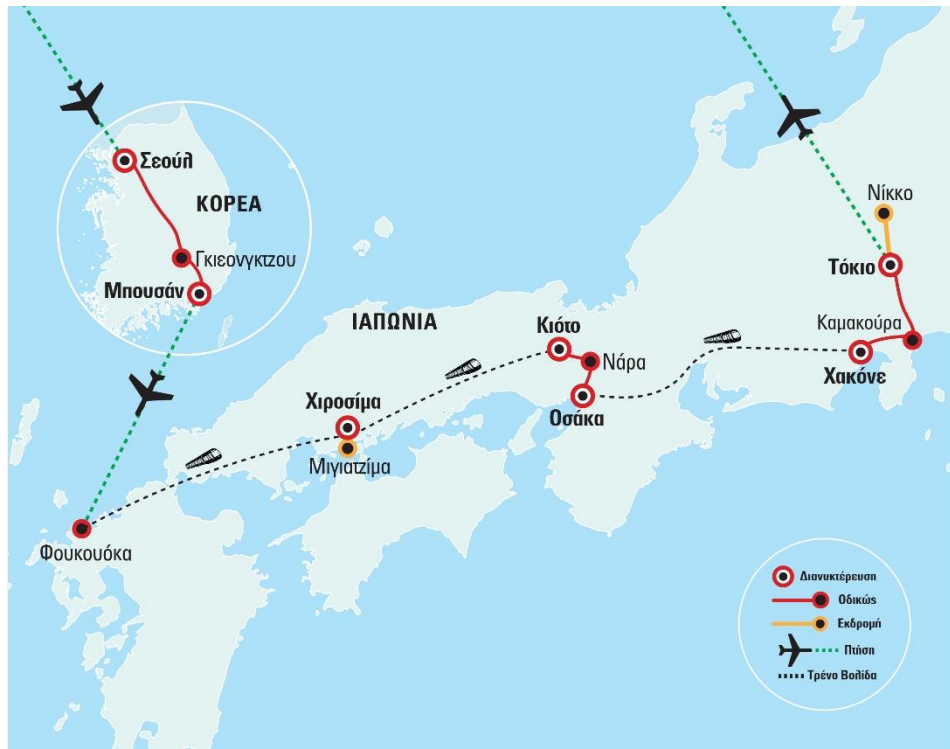 Σεούλ
ΚΟΡΕΑ
Γκιεονγκτζου
Μπουσάν
ΙΑΠΩΝΙΑ
Νίκκο
Τόκιο
Καμακούρα
Χακόνε
Κιότο
Νάρα
Οσάκα
Χιροσίμα
Μιγιατζίμα
Φουκουόκα
Διανυκτέρευση
Οδικώς
Εκδρομή
Πτήση
Τρένο Βολίδα